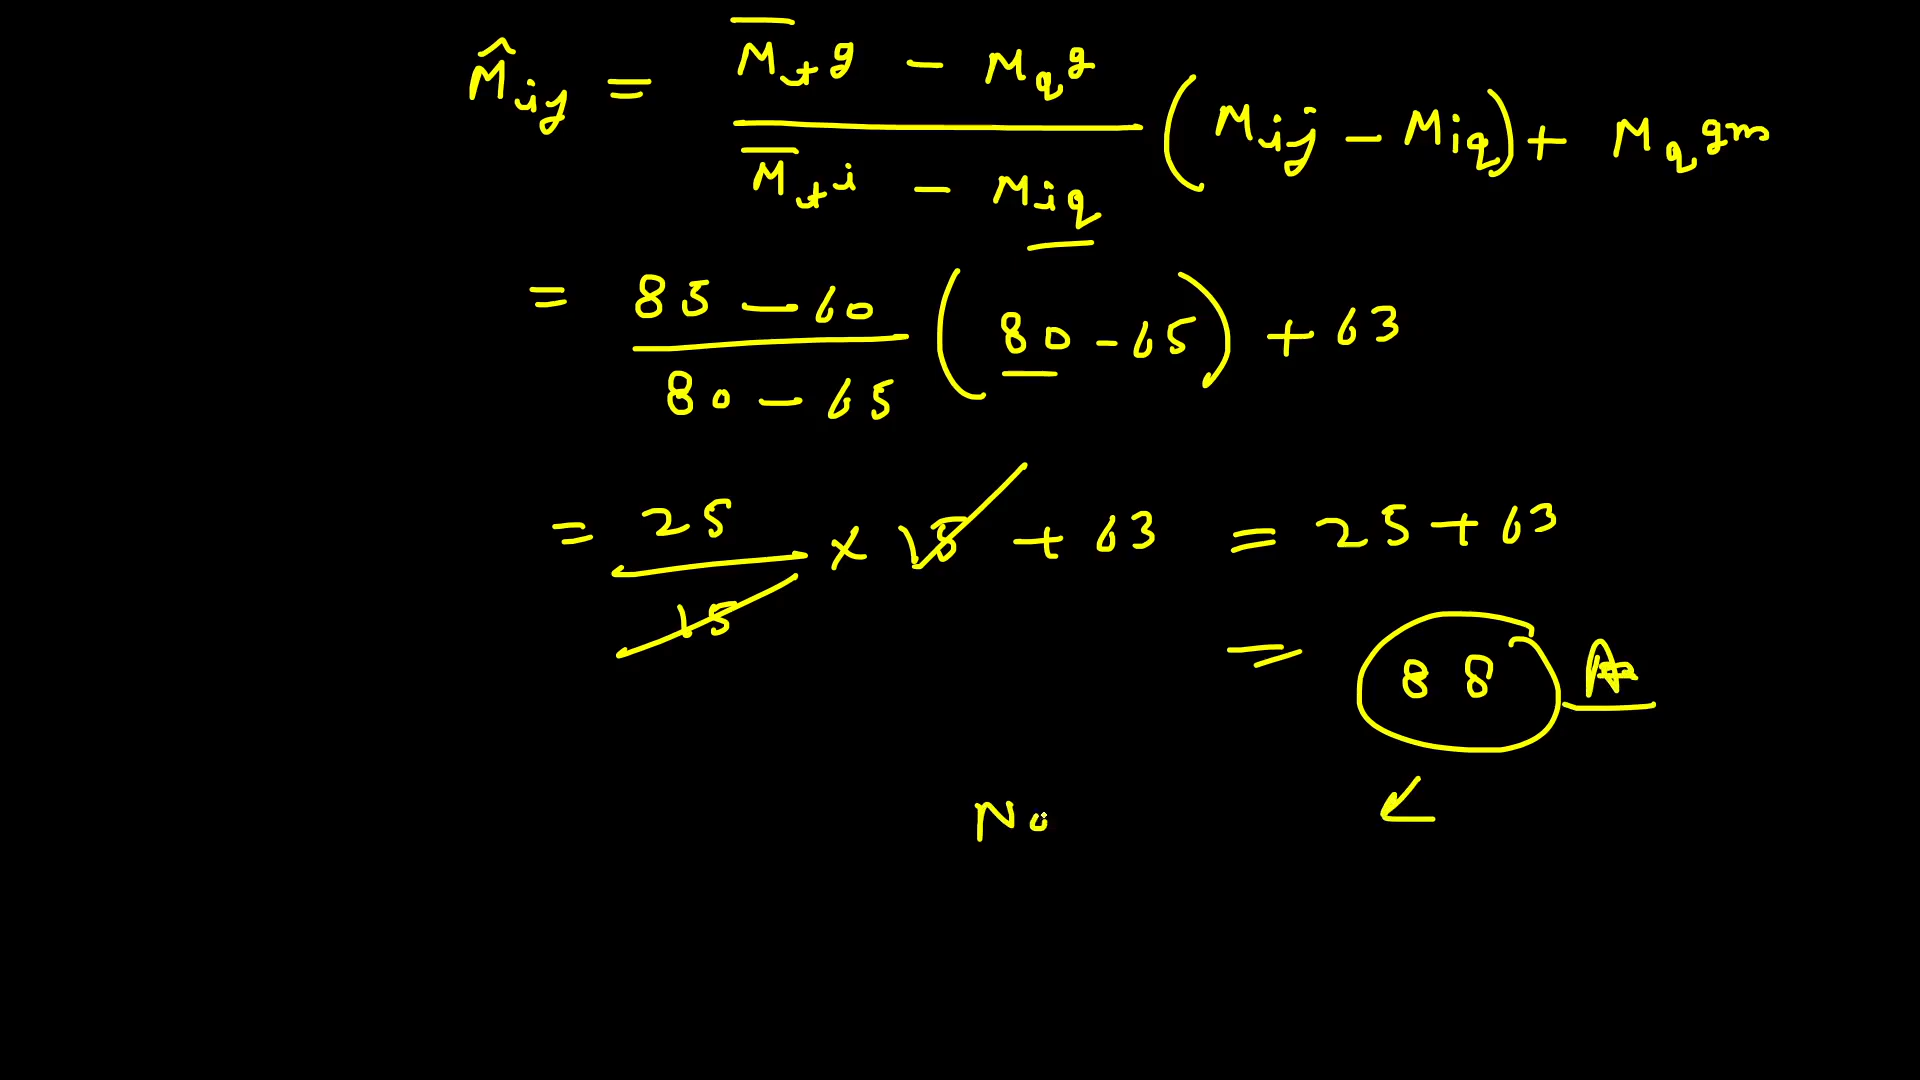 M̂ij = (M̄tg - Mqg) / (M̄ti - Miq) (Mij - Miq) + Mqgm
= (85 - 60) / (80 - 65) (80 - 65) + 63
= 25 / 15 × 15 + 63 = 25 + 63
= 88
No